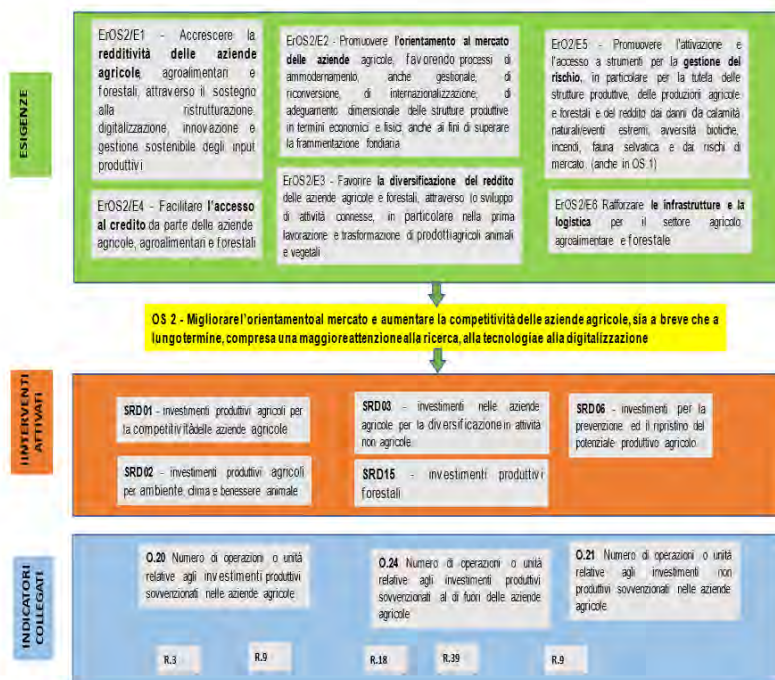 ESIGENZE
ErOS2/E1 - Accrescere la
redditività delle aziende
agricole, agroalimentari e
forestali, attraverso il sostegno
alla ristrutturazione,
digitalizzazione, innovazione e
gestione sostenibile degli input
produttivi
ErOS2/E4 - Facilitare l'accesso
al credito da parte delle aziende
agricole, agroalimentari e forestali
ErOS2/E2 - Promuovere l'orientamento al mercato
delle aziende agricole, favorendo processi di
ammodernamento, anche gestionale, di
riconversione, di internazionalizzazione, di
adeguamento dimensionale delle strutture produttive
in termini economici e fisici, anche ai fini di superare
la frammentazione fondiaria
ErOS2/E3 - Favorire la diversificazione del reddito
delle aziende agricole e forestali, attraverso lo sviluppo
di attività connesse, in particolare nella prima
lavorazione e trasformazione di prodotti agricoli animali
e vegetali
ErO2/E5 - Promuovere l'attivazione e
l'accesso a strumenti per la gestione del
rischio, in particolare per la tutela delle
strutture produttive, delle produzioni agricole
e forestali e del reddito dai danni da calamità
naturali/eventi estremi, avversità biotiche,
incendi, fauna selvatica e dai rischi di
mercato. (anche in OS 1)
ErOS2/E6 Rafforzare le infrastrutture e la
logistica per il settore agricolo
agroalimentare e forestale
OS 2 - Migliorare l'orientamento al mercato e aumentare la competitività delle aziende agricole, sia a breve che a
lungo termine, compresa una maggiore attenzione alla ricerca, alla tecnologia e alla digitalizzazione
IINTERVENTI
ATTIVATI
SRD01 - investimenti produttivi agricoli per
la competitività delle aziende agricole
SRD02 - investimenti produttivi agricoli
per ambiente, clima e benessere animale
SRD03 - investimenti nelle aziende
agricole per la diversificazione in attività
non agricole
SRD15 - investimenti produttivi
forestali
SRD06 - investimenti per la
prevenzione ed il ripristino del
potenziale produttivo agricolo
INDICATORI
COLLEGATI
O.20 Numero di operazioni o unità
relative agli investimenti produttivi
sovvenzionati nelle aziende agricole
O.24 Numero di operazioni o unità
relative agli investimenti produttivi
sovvenzionati al di fuori delle aziende
agricole
O.21 Numero di operazioni o unità
relative agli investimenti non
produttivi sovvenzionati nelle aziende
agricole
R.3
R.9
R.18
R.39
R.9